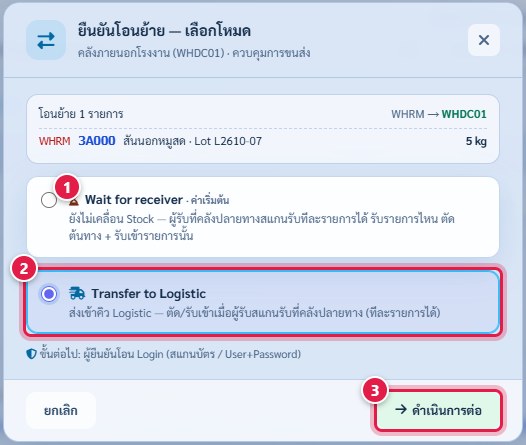 ยืนยันโอนย้าย — เลือกโหมด
คลังภายนอกโรงงาน (WHDC01) · ควบคุมการขนส่ง
โอนย้าย 1 รายการ WHRM → WHDC01
WHRM 3A000 สันนอกหมูสด · Lot L2610-07 5 kg
1
Wait for receiver · ค่าเริ่มต้น
ยังไม่เคลื่อน Stock — ผู้รับที่คลังปลายทางสแกนรับทีละรายการได้ รับรายการไหน ตัด
ต้นทาง + รับเข้ารายการนั้น
2
Transfer to Logistic
ส่งเข้าคิว Logistic — ตัด/รับเข้าเมื่อผู้รับสแกนรับที่คลังปลายทาง (ทีละรายการได้)
ขั้นต่อไป: ผู้ยืนยันโอน Login (สแกนบัตร / User+Password)
3
ยกเลิก → ดำเนินการต่อ